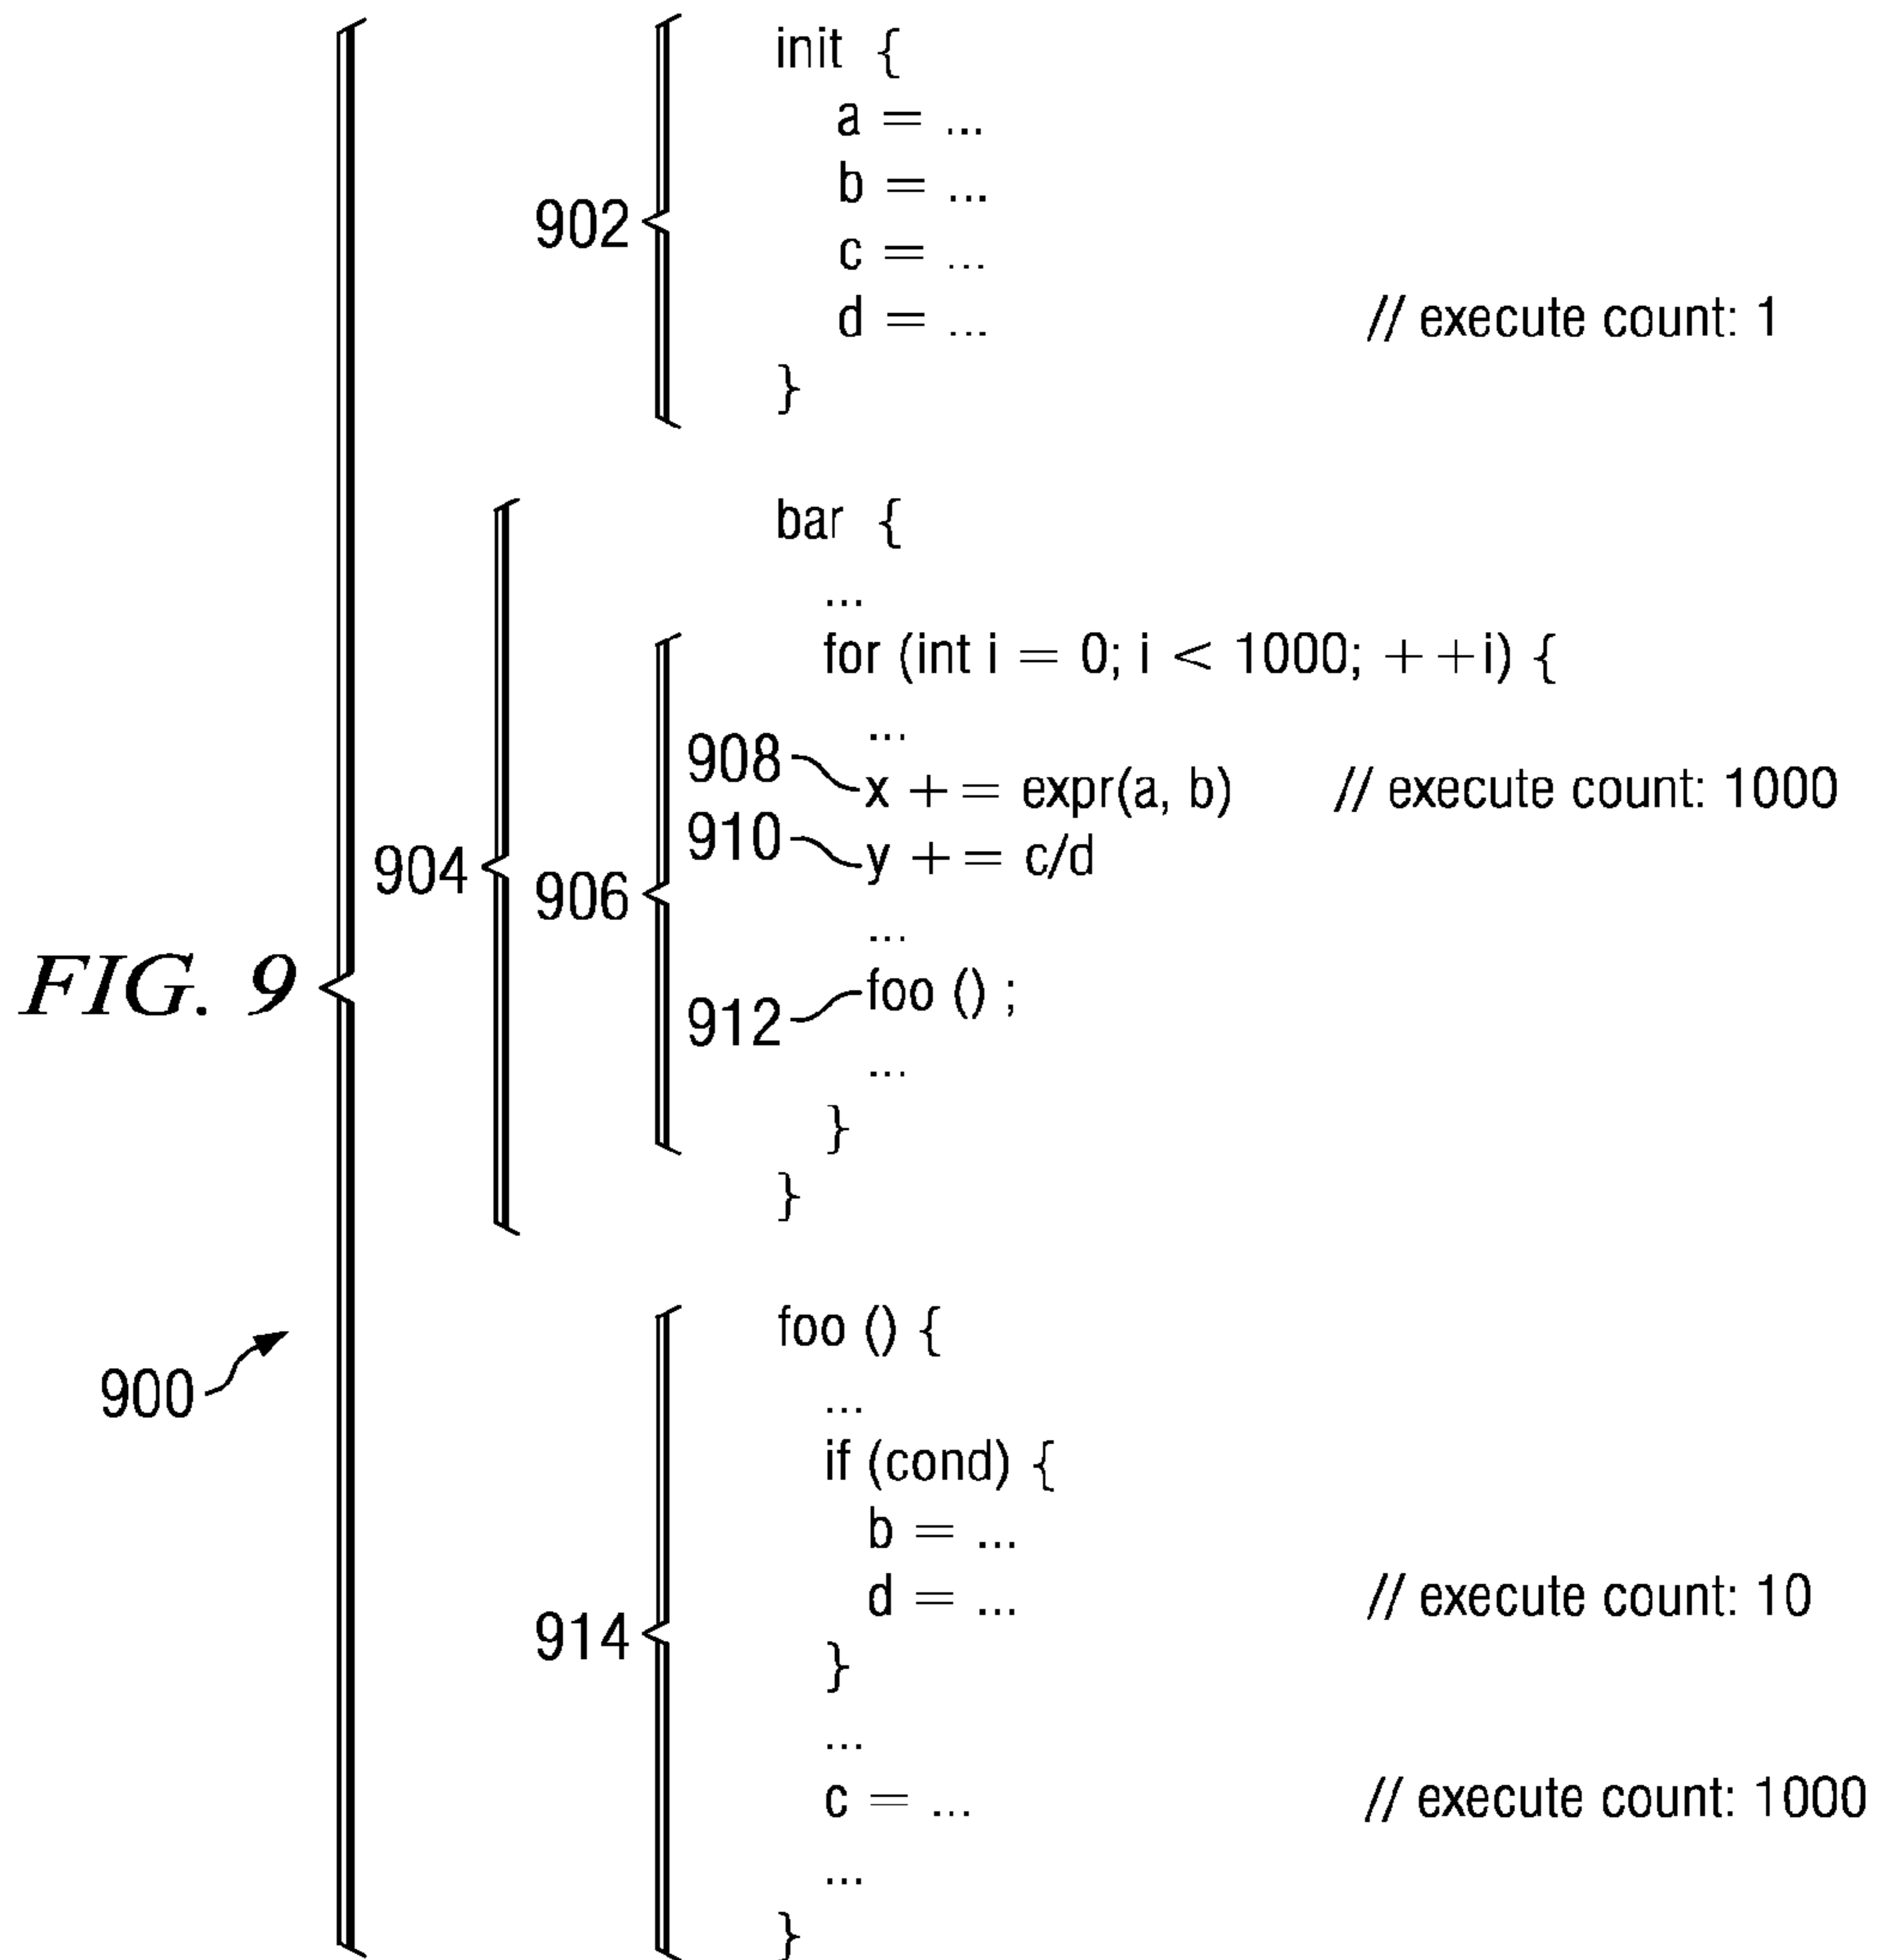 init {
a = ...
b = ...
902
c = ...
d = ... // execute count: 1
}
bar {
...
for (int i = 0; i < 1000; + +i) {
...
908 x + = expr(a, b) // execute count: 1000
910 y + = c/d
904
906
...
FIG. 9
912 foo () ;
...
}
}
foo () {
900
...
if (cond) {
b = ...
d = ... // execute count: 10
914
}
...
c = ... // execute count: 1000
...
}